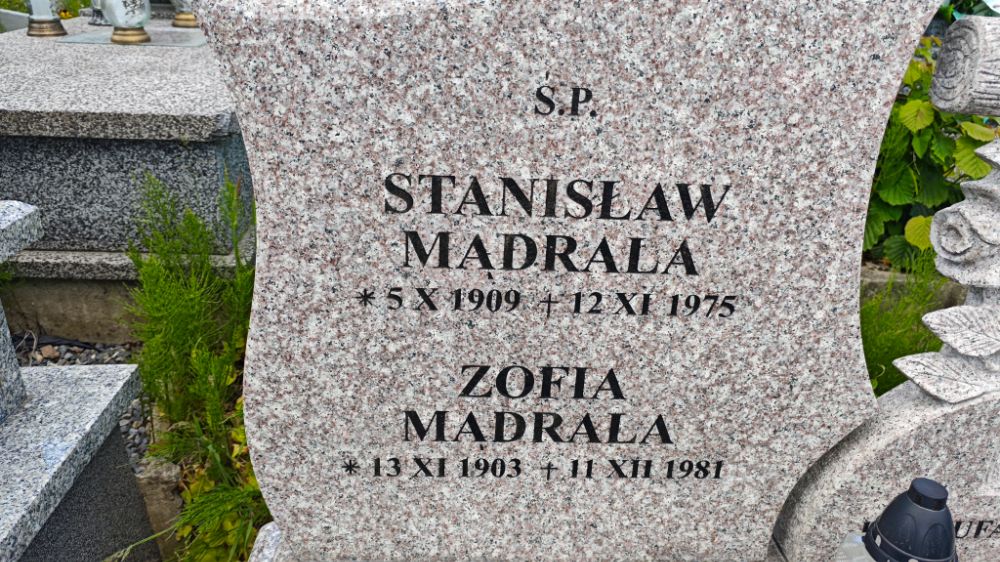 S.P.
STANISŁAW
MĄDRALA
* 5 X 1909 † 12 XI 1975
ZOFIA
MĄDRALA
* 13 XI 1903 † 11 XII 1981